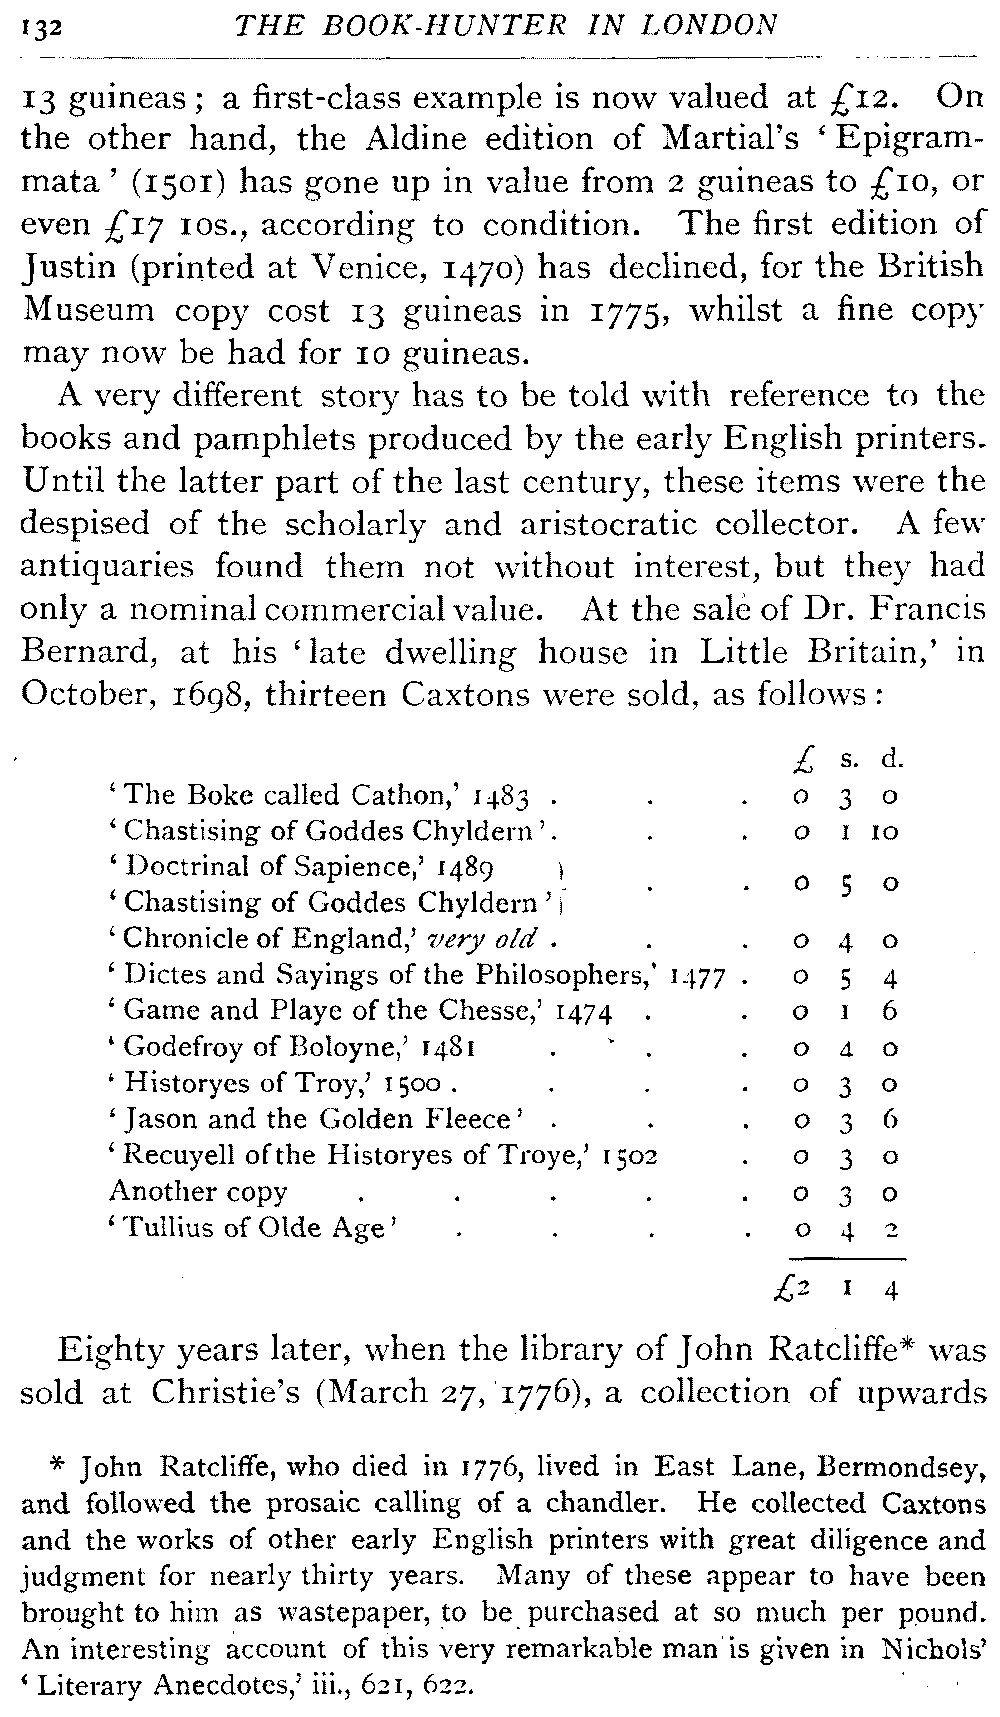 132 THE BOOK-HUNTER IN LONDON
13 guineas ; a first-class example is now valued at £12. On
the other hand, the Aldine edition of Martial's ‘Epigram-
mata’ (1501) has gone up in value from 2 guineas to £10, or
even £17 10s., according to condition. The first edition of
Justin (printed at Venice, 1470) has declined, for the British
Museum copy cost 13 guineas in 1775, whilst a fine copy
may now be had for 10 guineas.
A very different story has to be told with reference to the
books and pamphlets produced by the early English printers.
Until the latter part of the last century, these items were the
despised of the scholarly and aristocratic collector. A few
antiquaries found them not without interest, but they had
only a nominal commercial value. At the sale of Dr. Francis
Bernard, at his ‘late dwelling house in Little Britain,’ in
October, 1698, thirteen Caxtons were sold, as follows :
£ s. d.
‘The Boke called Cathon,’ 1483 . . . 0 3 0
‘Chastising of Goddes Chyldern’ . . . 0 1 10
‘Doctrinal of Sapience,’ 1489 }
‘Chastising of Goddes Chyldern’ } . . 0 5 0
‘Chronicle of England,’ very old . . . 0 4 0
‘Dictes and Sayings of the Philosophers,’ 1477 . 0 5 4
‘Game and Playe of the Chesse,’ 1474 . . 0 1 6
‘Godefroy of Boloyne,’ 1481 . . . 0 4 0
‘Historyes of Troy,’ 1500 . . . . 0 3 0
‘Jason and the Golden Fleece’ . . . 0 3 6
‘Recuyell of the Historyes of Troye,’ 1502 . 0 3 0
Another copy . . . . . 0 3 0
‘Tullius of Olde Age’ . . . . 0 4 2
£2 1 4
Eighty years later, when the library of John Ratcliffe* was
sold at Christie's (March 27, 1776), a collection of upwards
* John Ratcliffe, who died in 1776, lived in East Lane, Bermondsey,
and followed the prosaic calling of a chandler. He collected Caxtons
and the works of other early English printers with great diligence and
judgment for nearly thirty years. Many of these appear to have been
brought to him as wastepaper, to be purchased at so much per pound.
An interesting account of this very remarkable man is given in Nichols'
‘Literary Anecdotes,’ iii., 621, 622.